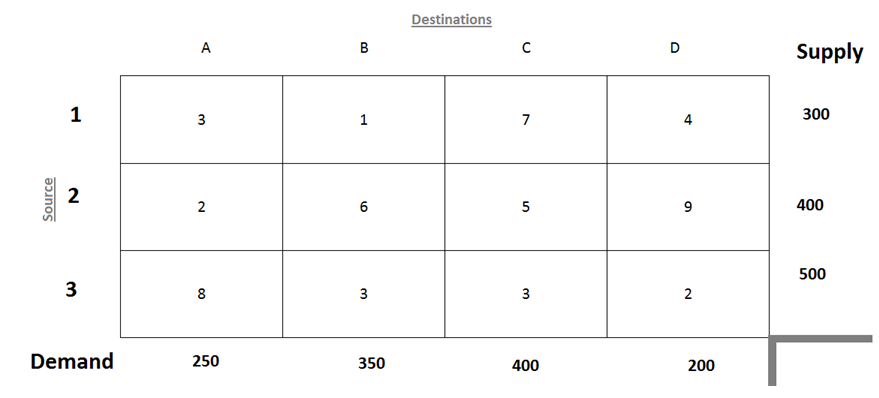 Destinations
A B C D Supply
1 3 1 7 4 300
Source
2 2 6 5 9 400
3 8 3 3 2 500
Demand 250 350 400 200